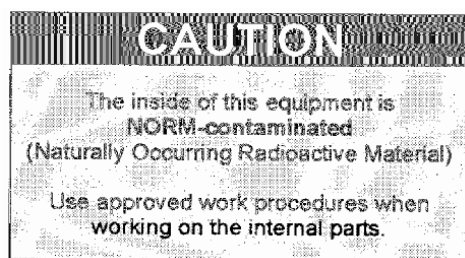 CAUTION
The inside of this equipment is
NORM-contaminated
(Naturally Occurring Radioactive Material)
Use approved work procedures when
working on the internal parts.